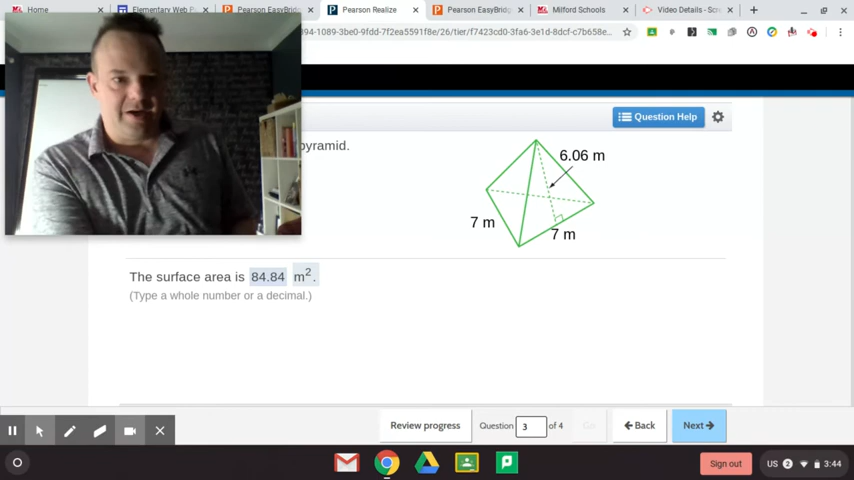 Home
Elementary Web P
Pearson EasyBridg
Pearson Realize
Pearson EasyBridg
Milford Schools
Video Details - Scre
d94-1089-3be0-9fdd-7f2ea5591f8e/26/tier/f7423cd0-3fa6-3e1d-8dcf-c7b658e...
Question Help
pyramid.
6.06 m
7 m
7 m
The surface area is 84.84 m².
(Type a whole number or a decimal.)
Review progress
Question 3 of 4
Go
Back
Next
Sign out
US 2 3:44